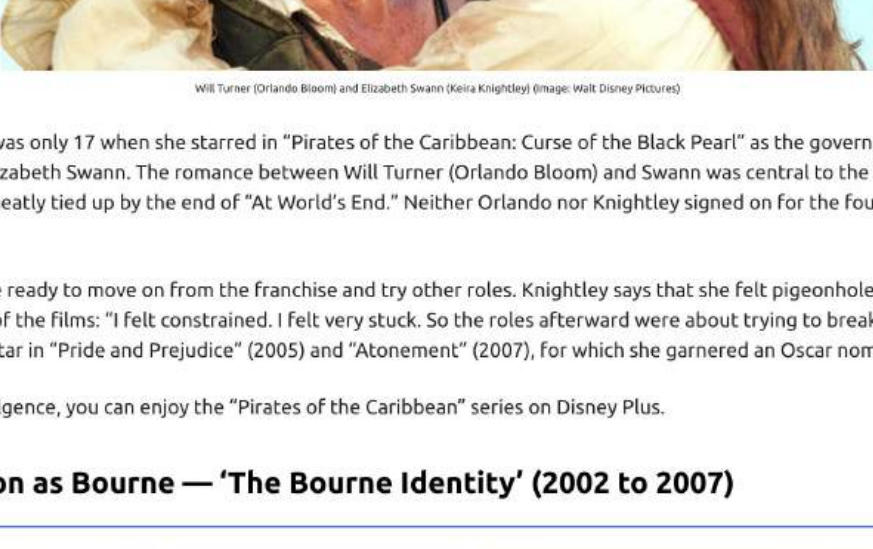 Will Turner (Orlando Bloom) and Elizabeth Swann (Keira Knightley) (Image: Walt Disney Pictures)
was only 17 when she starred in “Pirates of the Caribbean: Curse of the Black Pearl” as the govern
zabeth Swann. The romance between Will Turner (Orlando Bloom) and Swann was central to the
eatly tied up by the end of “At World’s End.” Neither Orlando nor Knightley signed on for the fou
ready to move on from the franchise and try other roles. Knightley says that she felt pigeonhole
of the films: “I felt constrained. I felt very stuck. So the roles afterward were about trying to break
tar in “Pride and Prejudice” (2005) and “Atonement” (2007), for which she garnered an Oscar nom
lgence, you can enjoy the “Pirates of the Caribbean” series on Disney Plus.
on as Bourne — ‘The Bourne Identity’ (2002 to 2007)